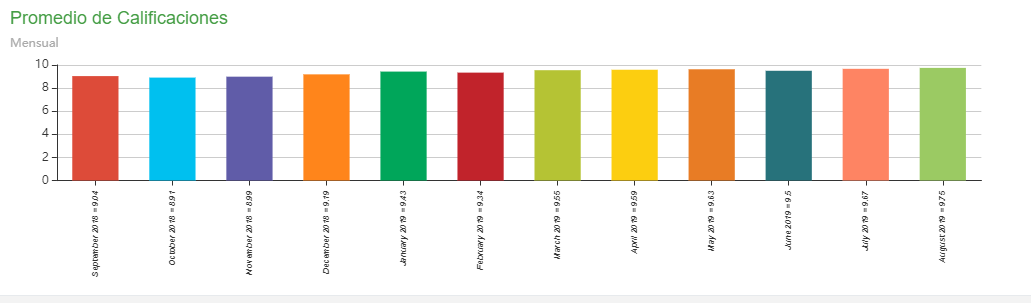 Promedio de Calificaciones
Mensual
10
8
6
4
2
0
September 2018 = 9.04
October 2018 = 8.91
November 2018 = 8.99
December 2018 = 9.19
January 2019 = 9.43
February 2019 = 9.34
March 2019 = 9.55
April 2019 = 9.59
May 2019 = 9.63
June 2019 = 9.5
July 2019 = 9.67
August 2019 = 9.75